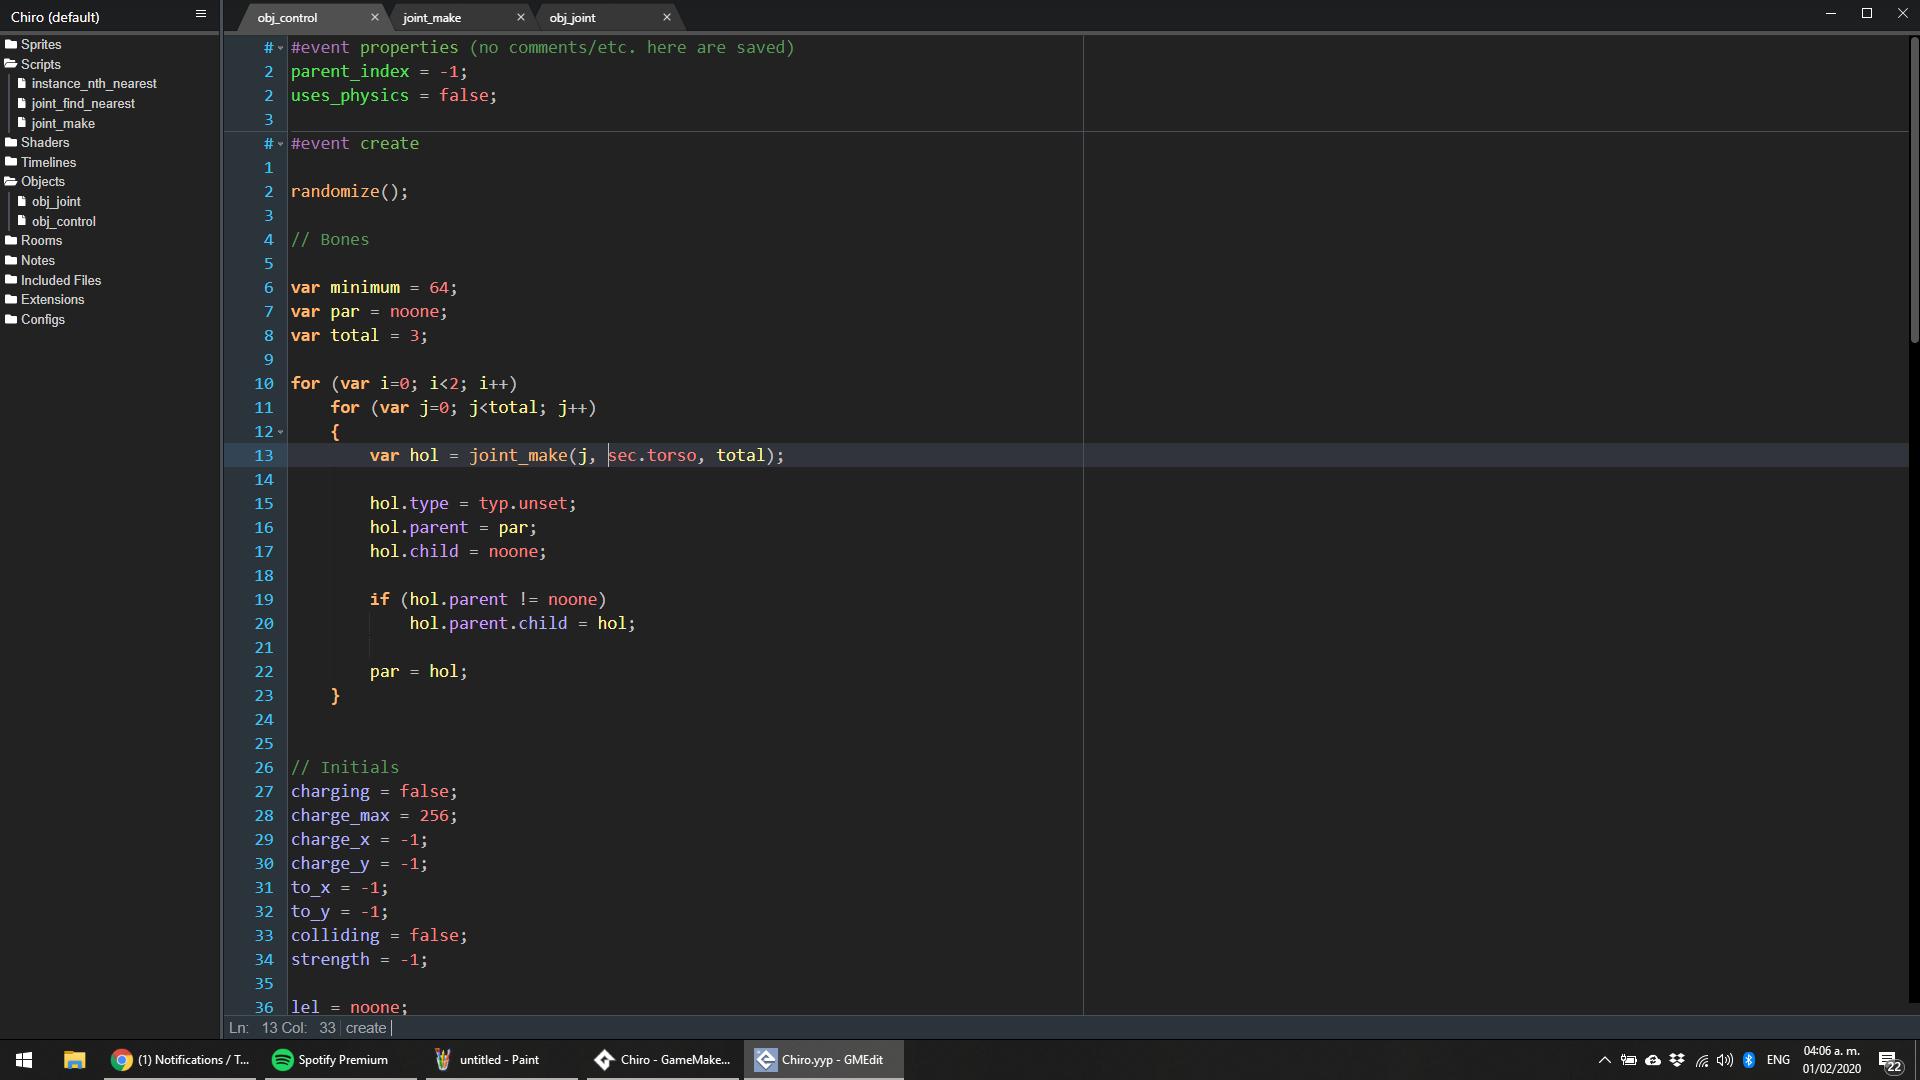 Chiro (default)
obj_control
joint_make
obj_joint
Sprites
Scripts
instance_nth_nearest
joint_find_nearest
joint_make
Shaders
Timelines
Objects
obj_joint
obj_control
Rooms
Notes
Included Files
Extensions
Configs
# #event properties (no comments/etc. here are saved)
2 parent_index = -1;
2 uses_physics = false;
3
# #event create
1
2 randomize();
3
4 // Bones
5
6 var minimum = 64;
7 var par = noone;
8 var total = 3;
9
10 for (var i=0; i<2; i++)
11 for (var j=0; j<total; j++)
12 {
13 var hol = joint_make(j, sec.torso, total);
14
15 hol.type = typ.unset;
16 hol.parent = par;
17 hol.child = noone;
18
19 if (hol.parent != noone)
20 hol.parent.child = hol;
21
22 par = hol;
23 }
24
25
26 // Initials
27 charging = false;
28 charge_max = 256;
29 charge_x = -1;
30 charge_y = -1;
31 to_x = -1;
32 to_y = -1;
33 colliding = false;
34 strength = -1;
35
36 lel = noone;
Ln: 13 Col: 33 create
(1) Notifications / T...
Spotify Premium
untitled - Paint
Chiro - GameMake...
Chiro.yyp - GMEdit
ENG
04:06 a. m.
01/02/2020
22